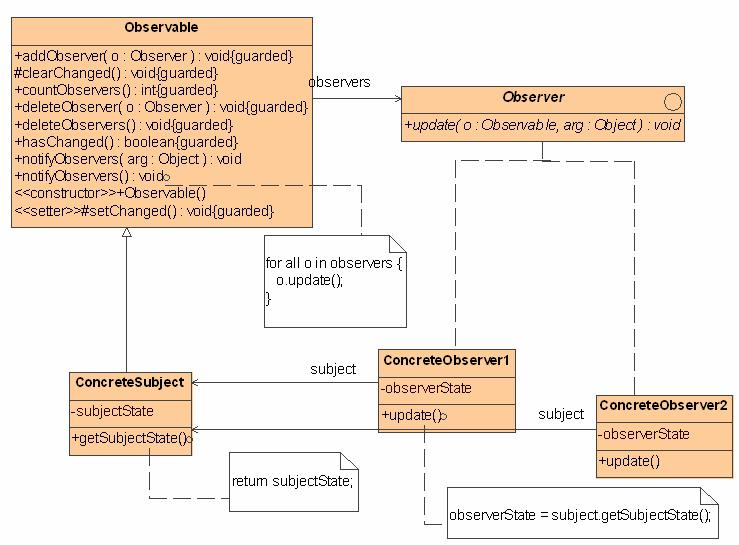 Observable
+addObserver( o : Observer ) : void{guarded}
#clearChanged() : void{guarded}
+countObservers() : int{guarded}
+deleteObserver( o : Observer ) : void{guarded}
+deleteObservers() : void{guarded}
+hasChanged() : boolean{guarded}
+notifyObservers( arg : Object ) : void
+notifyObservers() : void
<<constructor>>+Observable()
<<setter>>#setChanged() : void{guarded}
observers
Observer
+update( o : Observable, arg : Object ) : void
for all o in observers {
o.update();
}
ConcreteSubject
-subjectState
+getSubjectState()
subject
ConcreteObserver1
-observerState
+update()
subject
ConcreteObserver2
-observerState
+update()
return subjectState;
observerState = subject.getSubjectState();